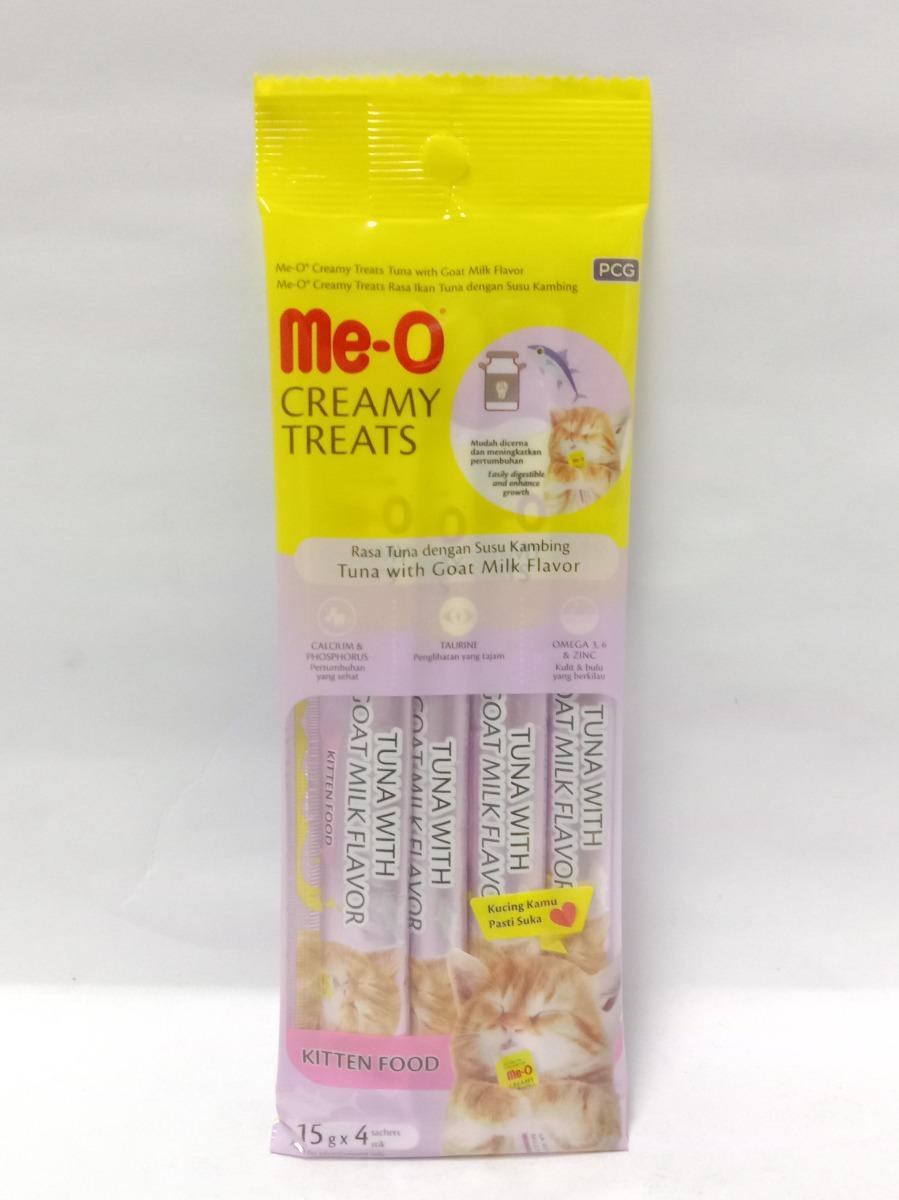 Me-O® Creamy Treats Tuna with Goat Milk Flavor
Me-O® Creamy Treats Rasa Ikan Tuna dengan Susu Kambing
PCG
Me-O®
CREAMY
TREATS
Mudah dicerna
dan meningkatkan
pertumbuhan
Easily digestible
and enhance
growth
Rasa Tuna dengan Susu Kambing
Tuna with Goat Milk Flavor
CALCIUM &
PHOSPHORUS
Pertumbuhan
yang sehat
TAURINE
Penglihatan yang tajam
OMEGA 3, 6
& ZINC
Kulit & bulu
yang berkilau
KITTEN FOOD
TUNA WITH
GOAT MILK FLAVOR
TUNA WITH
GOAT MILK FLAVOR
TUNA WITH
GOAT MILK FLAVO
TUNA WITH
OAT MILK FLAVOR
Kucing Kamu
Pasti Suka
Me-O
CREAMY
KITTEN FOOD
15 g x 4 sachets
stik